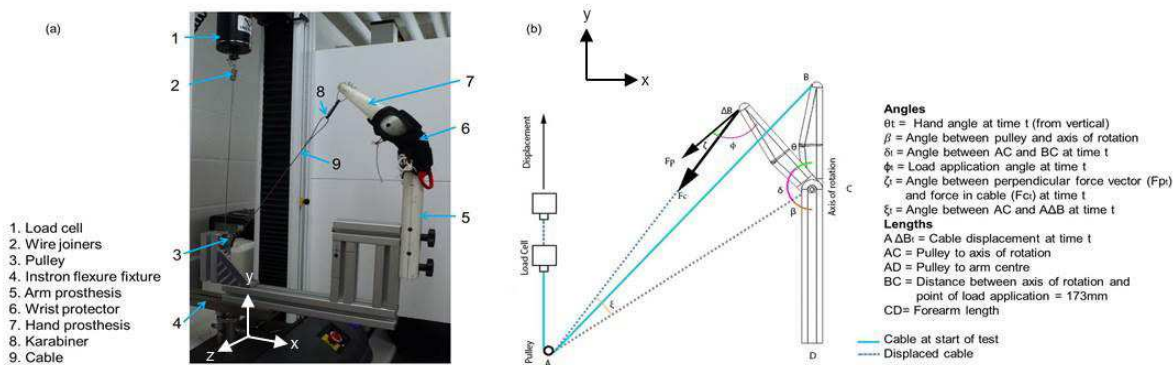 (a)
1
2
8
7
6
9
5
3
4
y
x
z
1. Load cell
2. Wire joiners
3. Pulley
4. Instron flexure fixture
5. Arm prosthesis
6. Wrist protector
7. Hand prosthesis
8. Karabiner
9. Cable
(b)
y
x
B
ΔB
ζ
φ
θ
Fp
Fc
Displacement
Load Cell
Pulley
A
ξ
δ
β
C
Axis of rotation
D
Angles
θt = Hand angle at time t (from vertical)
β = Angle between pulley and axis of rotation
δt = Angle between AC and BC at time t
ϕt = Load application angle at time t
ζt = Angle between perpendicular force vector (Fpt)
and force in cable (Fct) at time t
ξt = Angle between AC and AΔB at time t
Lengths
A ΔBt = Cable displacement at time t
AC = Pulley to axis of rotation
AD = Pulley to arm centre
BC = Distance between axis of rotation and
point of load application = 173mm
CD= Forearm length
Cable at start of test
Displaced cable